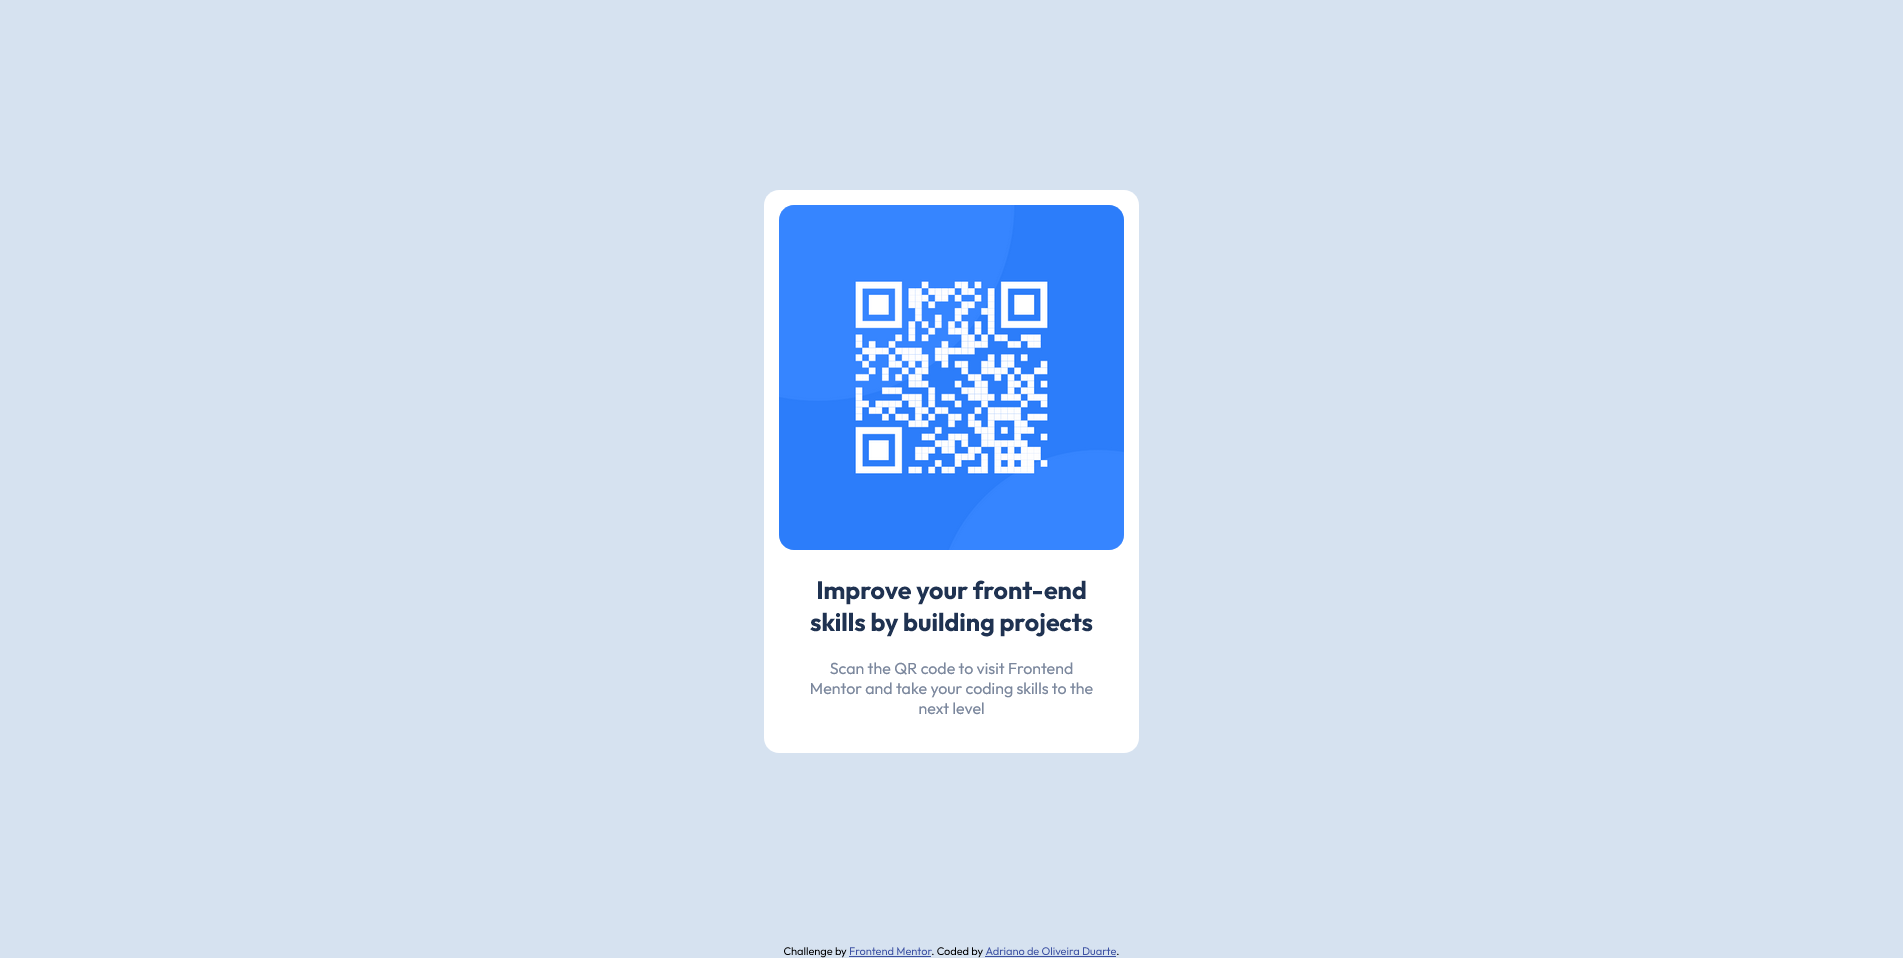 Improve your front-end
skills by building projects
Scan the QR code to visit Frontend
Mentor and take your coding skills to the
next level
Challenge by Frontend Mentor. Coded by Adriano de Oliveira Duarte.